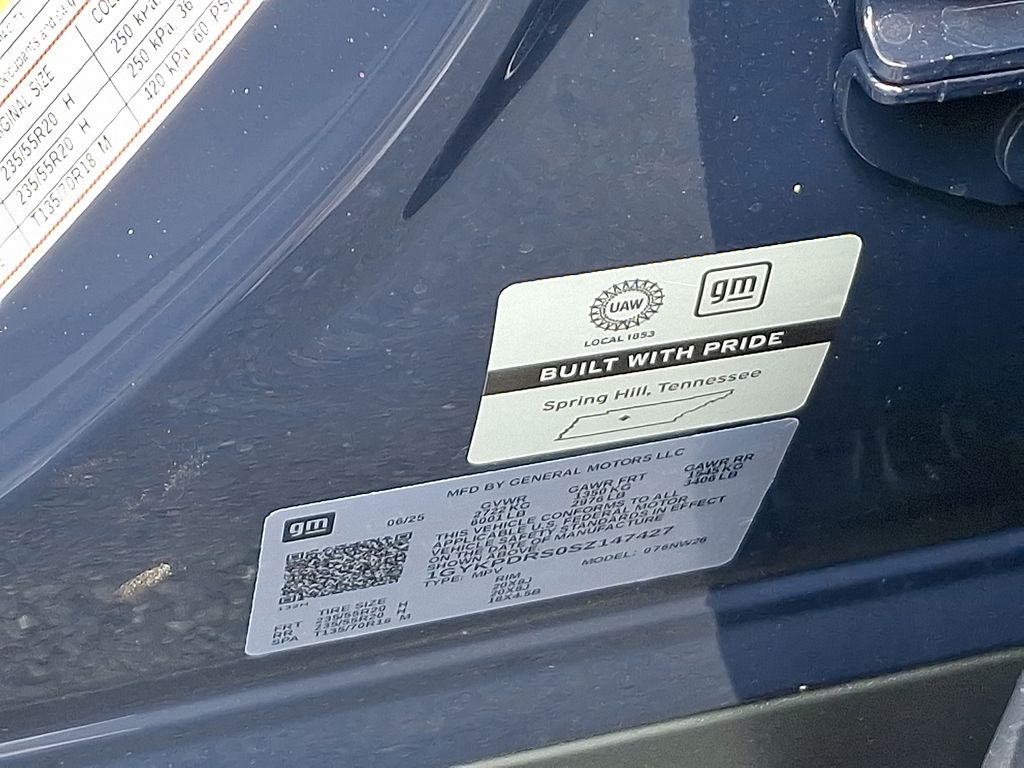 250 kPa 36
250 kPa 36
420 kPa 60 PSI
SIZE
235/55R20 H
235/55R20 H
T135/70R18 M
UAW
LOCAL 1853
gm
BUILT WITH PRIDE
Spring Hill, Tennessee
MFD BY GENERAL MOTORS LLC
gm
06/25
GVWR
GAWR FRT
GAWR RR
1350 KG
1545 KG
6001 LB
2976 LB
3406 LB
THIS VEHICLE CONFORMS TO ALL
APPLICABLE U.S. FEDERAL MOTOR
VEHICLE SAFETY STANDARDS IN EFFECT
ON THE DATE OF MANUFACTURE
SHOWN ABOVE
1GYKPDRS0SZ147427
TYPE: MPV
MODEL: 076NW26
TIRE SIZE
RIM
FRT 235/55R20 H 20X8J
RR 235/55R20 H 20X8J
SPA T135/70R18 M 18X4.5B